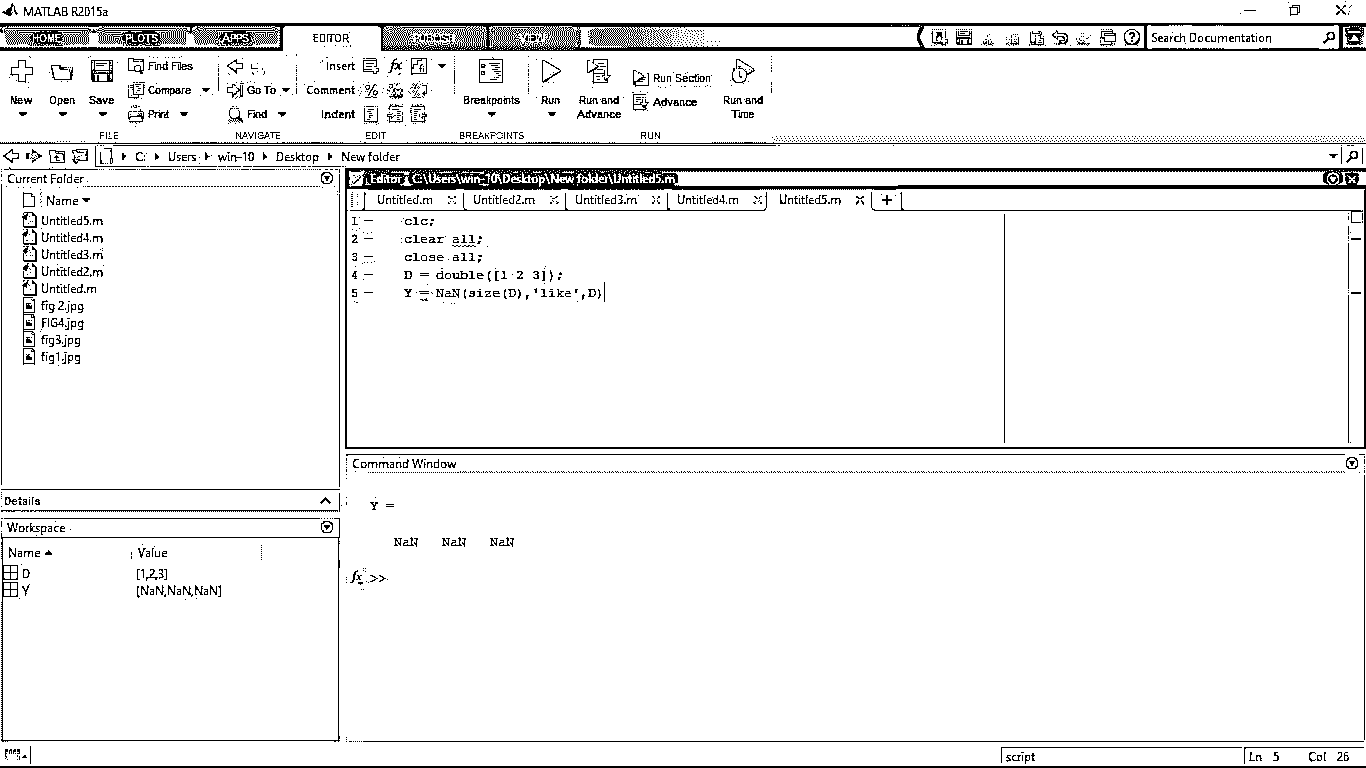 MATLAB R2015a
HOME PLOTS APPS EDITOR PUBLISH VIEW Search Documentation
New Open Save Find Files Compare Print
Go To Find
Insert fx Comment Indent
Breakpoints
Run Run and Advance Run Section Advance Run and Time
FILE NAVIGATE EDIT BREAKPOINTS RUN
C: Users win-10 Desktop New folder
Current Folder
Name
Untitled5.m
Untitled4.m
Untitled3.m
Untitled2.m
Untitled.m
fig 2.jpg
FIG4.jpg
fig3.jpg
fig1.jpg
Details
Workspace
Name Value
D [1,2,3]
Y [NaN,NaN,NaN]
Editor - C:\Users\win-10\Desktop\New folder\Untitled5.m
Untitled.m Untitled2.m Untitled3.m Untitled4.m Untitled5.m +
1 clc;
2 clear all;
3 close all;
4 D = double([1 2 3]);
5 Y = NaN(size(D),'like',D)
Command Window
Y =
NaN NaN NaN
fx >>
script Ln 5 Col 26